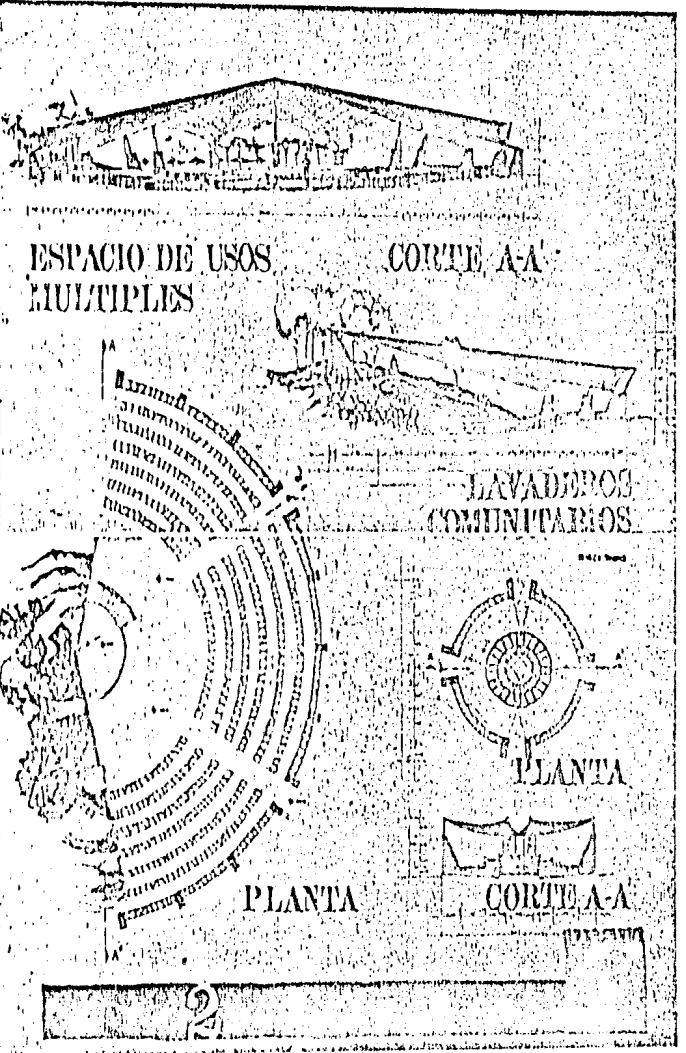 ESPACIO DE USOS
MULTIPLES
CORTE A-A'
A
LAVADEROS
COMUNITARIOS
A
A'
PLANTA
PLANTA
CORTE A-A'
A'
2